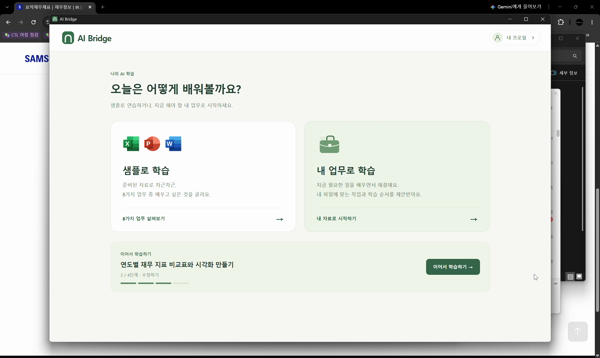 Gemini에게 물어보기
AI Bridge
SAMS
AI Bridge
내 프로필
세부 정보
나의 AI 학습
오늘은 어떻게 배워볼까요?
샘플로 연습하거나, 지금 해야 할 내 업무로 시작하세요.
샘플로 학습
준비된 자료로 차근차근,
8가지 업무 중 배우고 싶은 것을 골라요.
8가지 업무 살펴보기 →
내 업무로 학습
지금 필요한 일을 배우면서 해결해요.
내 파일에 맞는 작업과 학습 순서를 제안받아요.
내 자료로 시작하기 →
이어서 학습하기
연도별 재무 지표 비교표와 시각화 만들기
이어서 학습하기 →